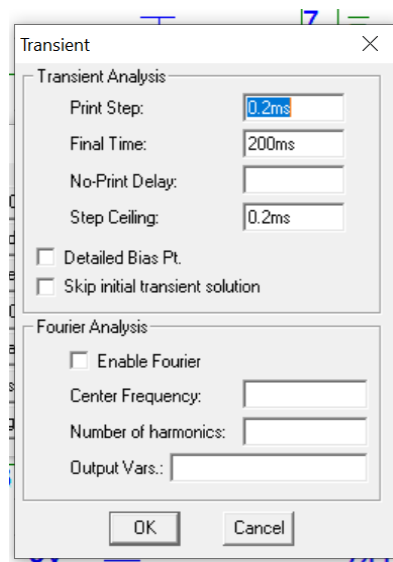 7
Transient
Transient Analysis
Print Step: 0.2ms
Final Time: 200ms
No-Print Delay:
Step Ceiling: 0.2ms
Detailed Bias Pt.
Skip initial transient solution
Fourier Analysis
Enable Fourier
Center Frequency:
Number of harmonics:
Output Vars.:
OK Cancel